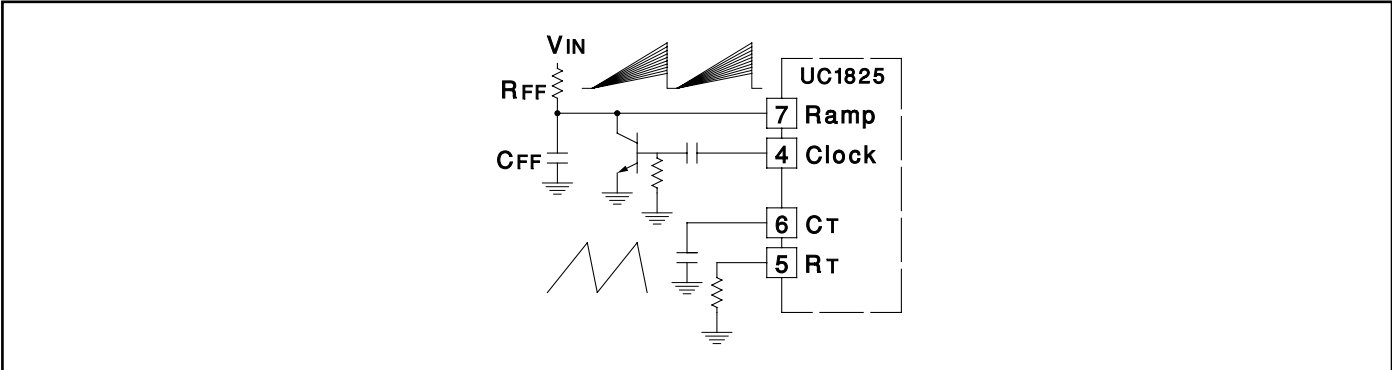 VIN
UC1825
RFF
7 Ramp
CFF
4 Clock
6 CT
5 RT